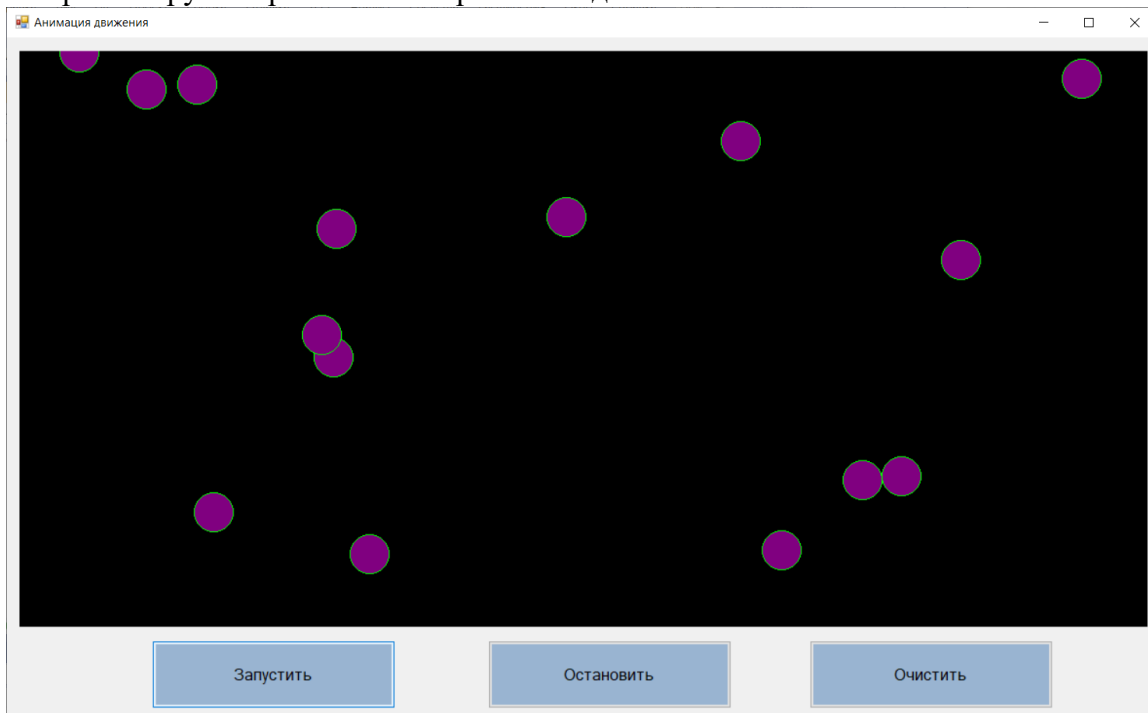 Анимация движения
Запустить
Остановить
Очистить